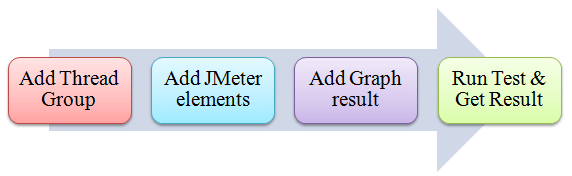 Add Thread
Group
Add JMeter
elements
Add Graph
result
Run Test &
Get Result